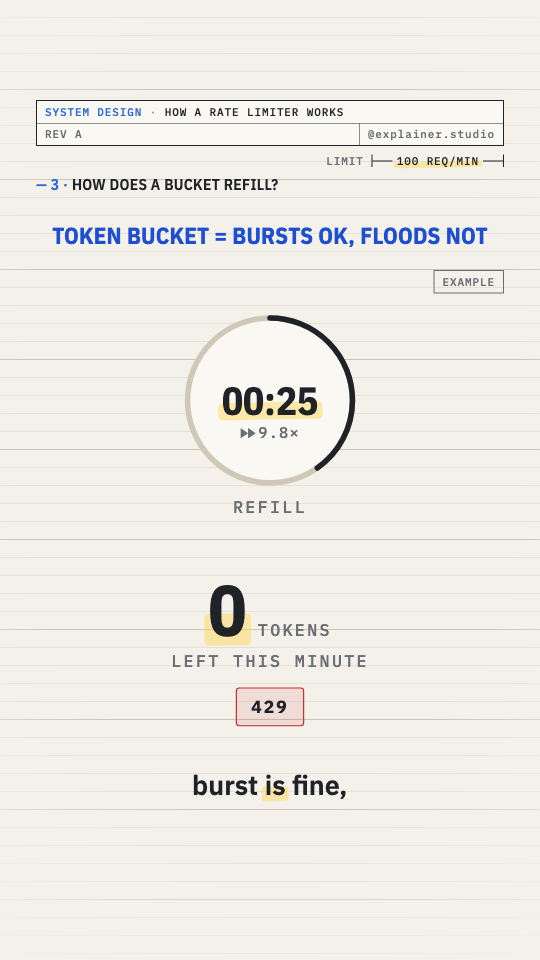 SYSTEM DESIGN · HOW A RATE LIMITER WORKS
REV A
@explainer.studio
LIMIT 100 REQ/MIN
— 3 · HOW DOES A BUCKET REFILL?
TOKEN BUCKET = BURSTS OK, FLOODS NOT
EXAMPLE
00:25
9.8×
REFILL
0 TOKENS
LEFT THIS MINUTE
429
burst is fine,